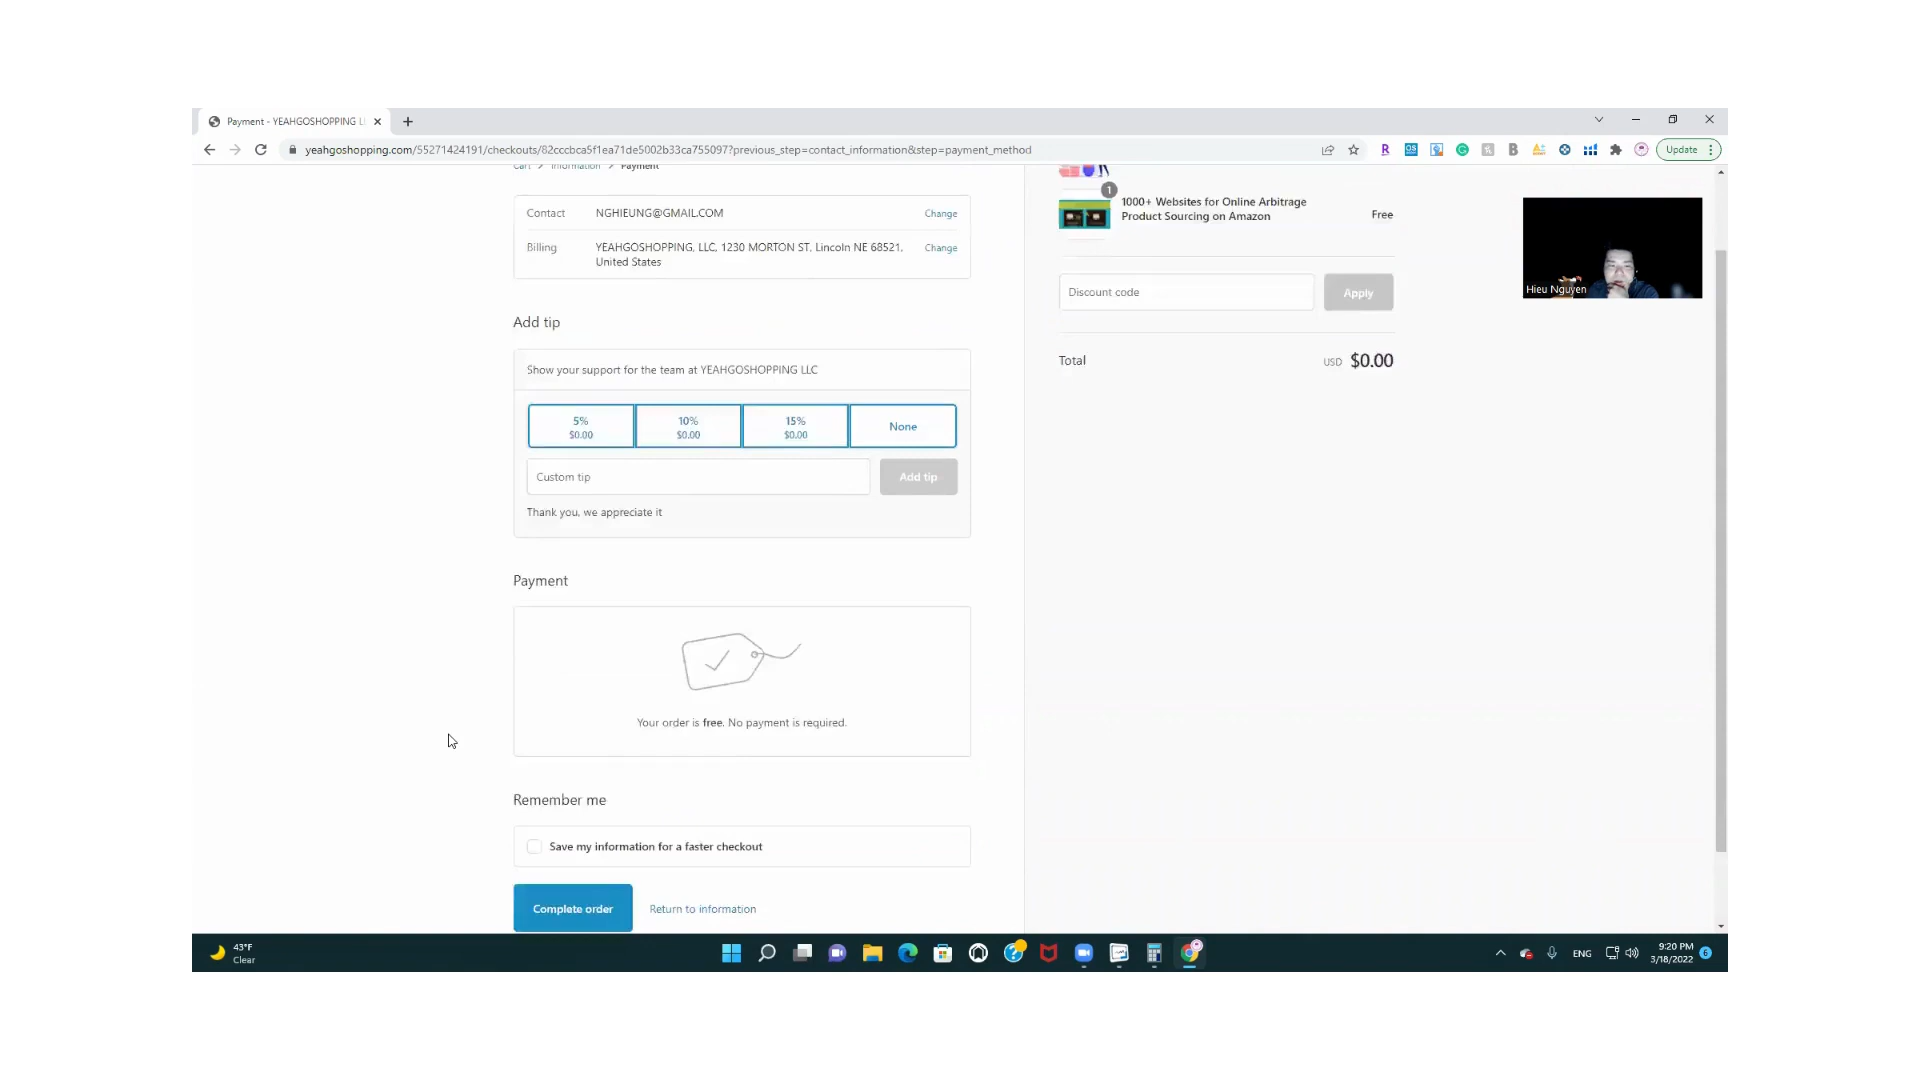 Payment - YEAHGOSHOPPING LL
yeahgoshopping.com/55271424191/checkouts/82cccbca5f1ea71de5002b33ca755097?previous_step=contact_information&step=payment_method
Update
Cart > Information > Payment
Contact NGHIEUNG@GMAIL.COM Change
Billing YEAHGOSHOPPING, LLC, 1230 MORTON ST, Lincoln NE 68521, Change
United States
Add tip
Show your support for the team at YEAHGOSHOPPING LLC
5% 10% 15% None
$0.00 $0.00 $0.00
Custom tip Add tip
Thank you, we appreciate it
Payment
Your order is free. No payment is required.
Remember me
Save my information for a faster checkout
Complete order Return to information
1
1000+ Websites for Online Arbitrage
Product Sourcing on Amazon Free
Discount code Apply
Total USD $0.00
Hieu Nguyen
43°F
Clear
ENG
9:20 PM
3/18/2022
6